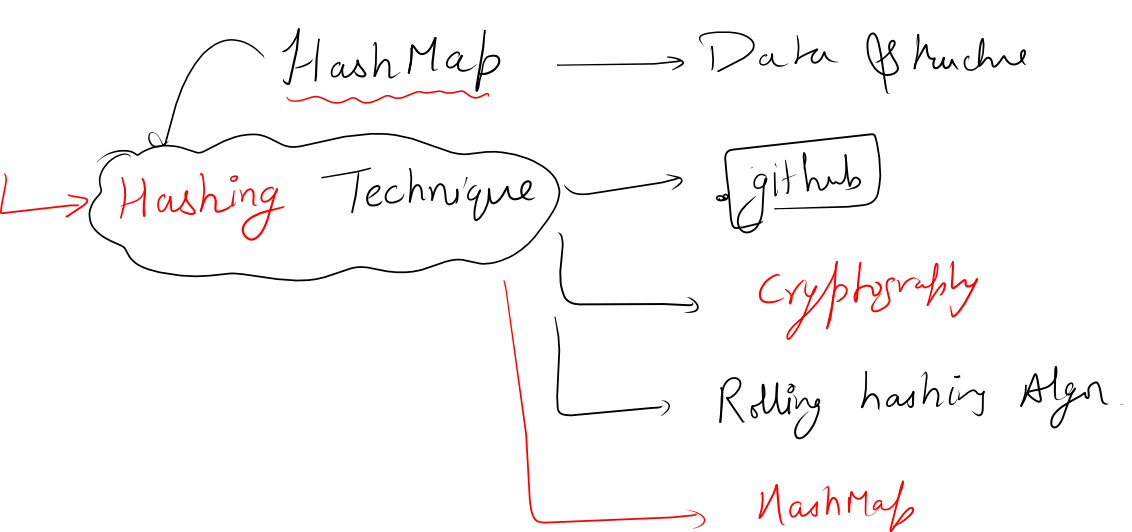 HashMap → Data Structure
Hashing Technique → github
Cryptography
Rolling hashing Algo
HashMap